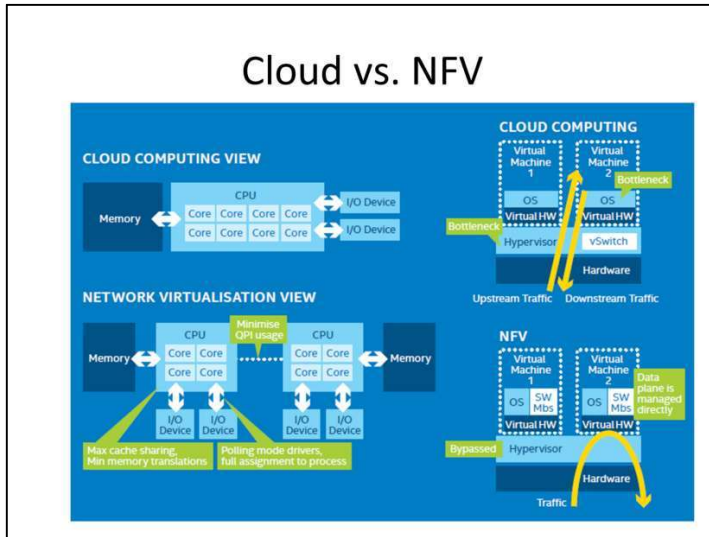 Cloud vs. NFV
CLOUD COMPUTING VIEW
Memory
CPU
Core Core Core Core
Core Core Core Core
I/O Device
I/O Device
NETWORK VIRTUALISATION VIEW
Memory
CPU
Core Core
Core Core
Minimise
QPI usage
CPU
Core Core
Core Core
Memory
I/O
Device
I/O
Device
I/O
Device
I/O
Device
Max cache sharing,
Min memory translations
Polling mode drivers,
full assignment to process
CLOUD COMPUTING
Virtual
Machine
1
Virtual
Machine
2
Bottleneck
OS
OS
Virtual HW
Virtual HW
Bottleneck
Hypervisor
vSwitch
Hardware
Upstream Traffic
Downstream Traffic
NFV
Virtual
Machine
1
Virtual
Machine
2
Data
plane is
managed
directly
OS
SW
Mbs
OS
SW
Mbs
Virtual HW
Virtual HW
Bypassed
Hypervisor
Hardware
Traffic